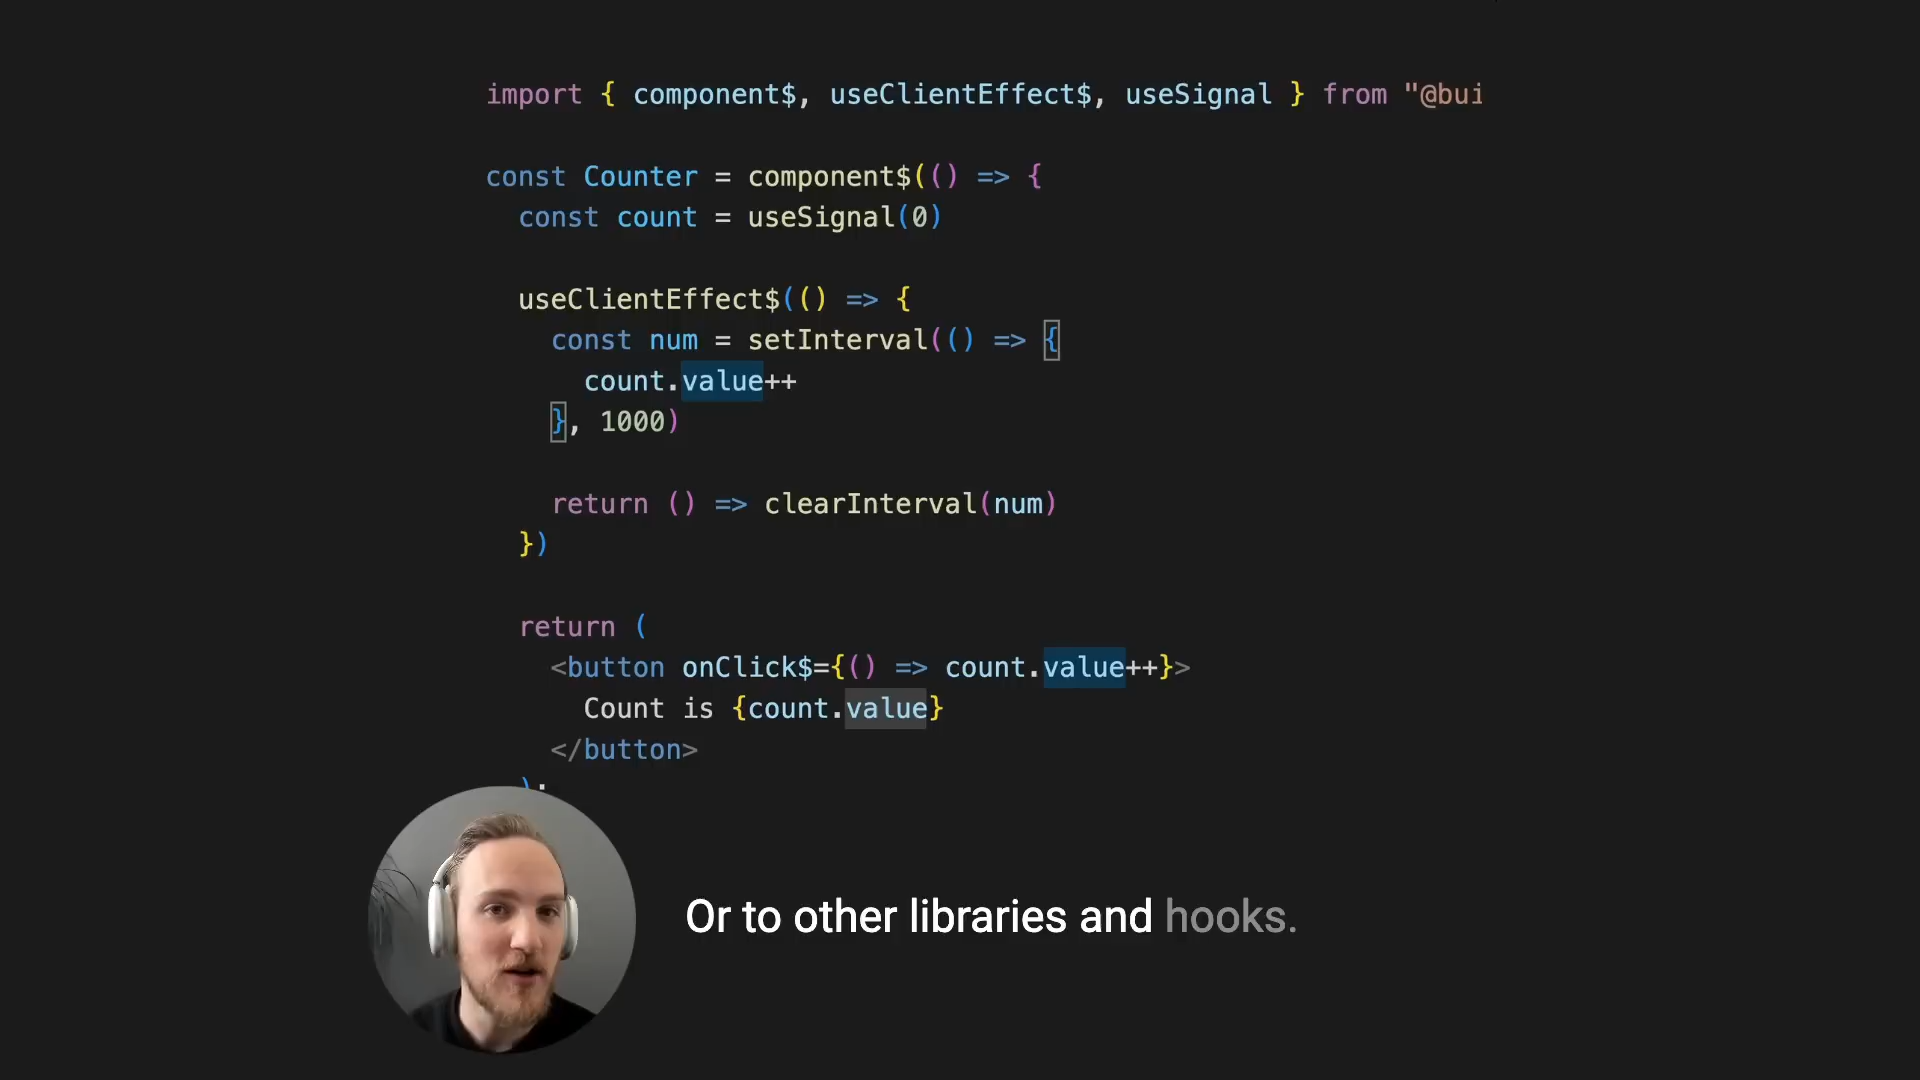 import { component$, useClientEffect$, useSignal } from "@bui
const Counter = component$(() => {
const count = useSignal(0)
useClientEffect$(() => {
const num = setInterval(() => {
count.value++
}, 1000)
return () => clearInterval(num)
})
return (
<button onClick$={() => count.value++}>
Count is {count.value}
</button>
);
Or to other libraries and hooks.